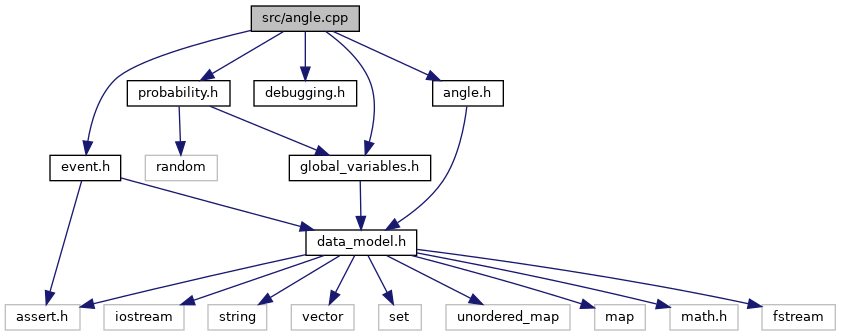 src/angle.cpp
probability.h
debugging.h
angle.h
event.h
random
global_variables.h
data_model.h
assert.h
iostream
string
vector
set
unordered_map
map
math.h
fstream